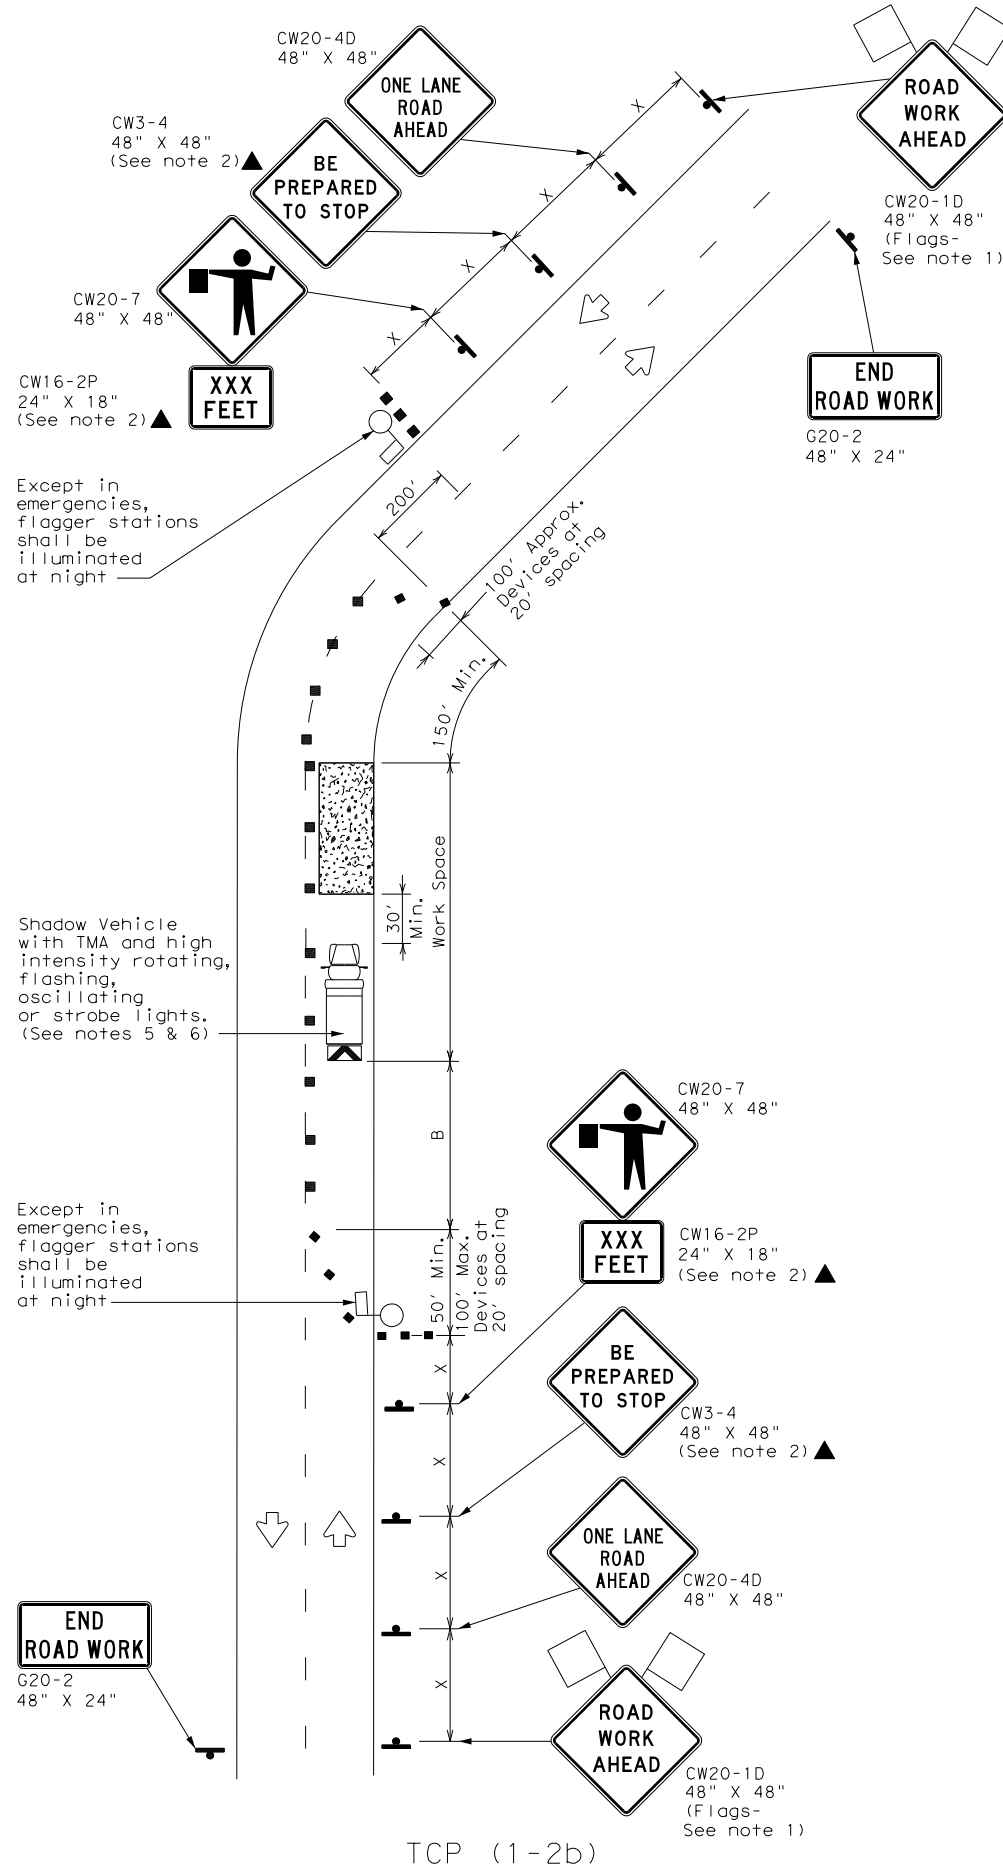 CW20-4D
48" X 48"
ONE LANE
ROAD
AHEAD
ROAD
WORK
AHEAD
CW20-1D
48" X 48"
(Flags-
See note 1)
CW3-4
48" X 48"
(See note 2)
BE
PREPARED
TO STOP
CW20-7
48" X 48"
CW16-2P
24" X 18"
(See note 2)
XXX
FEET
X
X
X
X
END
ROAD WORK
G20-2
48" X 24"
Except in
emergencies,
flagger stations
shall be
illuminated
at night
200'
100' Approx.
Devices at
20' spacing
150' Min.
Work Space
30'
Min.
Shadow Vehicle
with TMA and high
intensity rotating,
flashing,
oscillating
or strobe lights.
(See notes 5 & 6)
B
CW20-7
48" X 48"
XXX
FEET
CW16-2P
24" X 18"
(See note 2)
Except in
emergencies,
flagger stations
shall be
illuminated
at night
50' Min.
100' Max.
Devices at
20' spacing
X
X
X
X
BE
PREPARED
TO STOP
CW3-4
48" X 48"
(See note 2)
ONE LANE
ROAD
AHEAD
CW20-4D
48" X 48"
END
ROAD WORK
G20-2
48" X 24"
ROAD
WORK
AHEAD
CW20-1D
48" X 48"
(Flags-
See note 1)
TCP (1-2b)